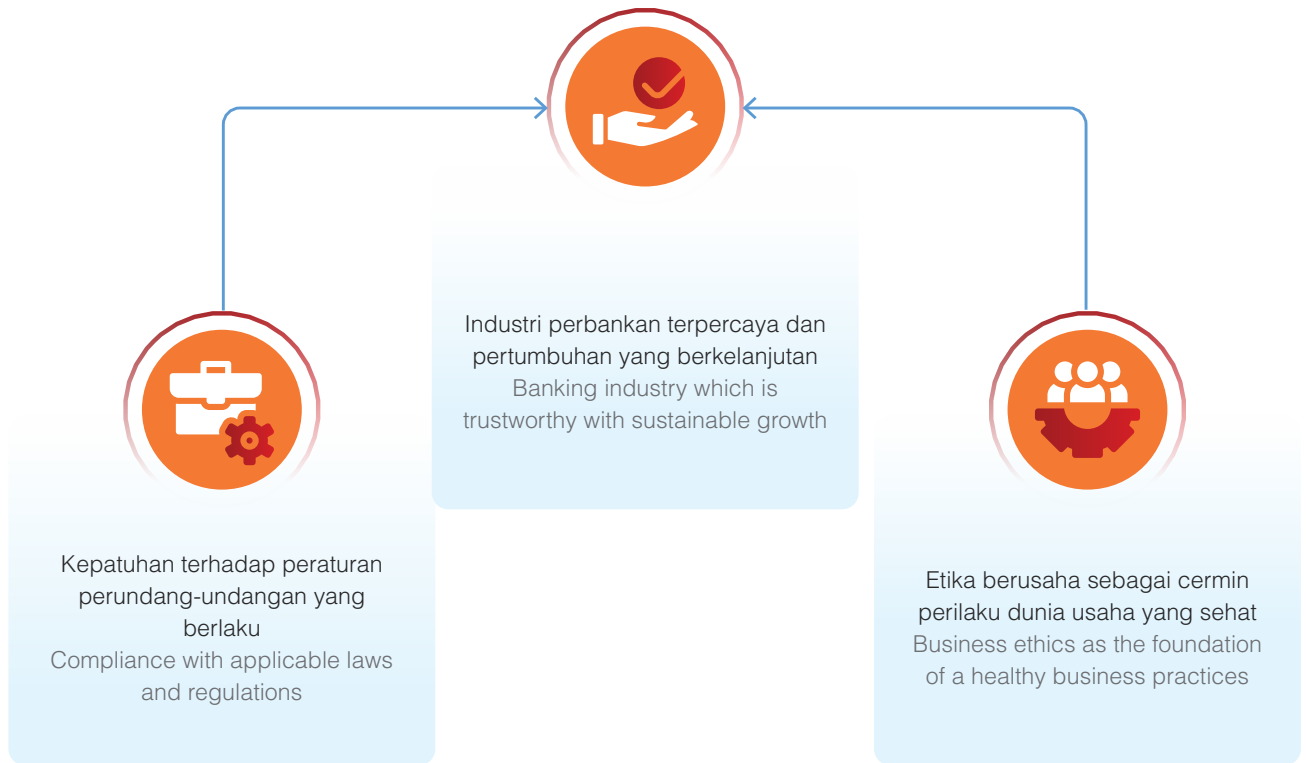 Industri perbankan terpercaya dan
pertumbuhan yang berkelanjutan
Banking industry which is
trustworthy with sustainable growth
Kepatuhan terhadap peraturan
perundang-undangan yang
berlaku
Compliance with applicable laws
and regulations
Etika berusaha sebagai cermin
perilaku dunia usaha yang sehat
Business ethics as the foundation
of a healthy business practices